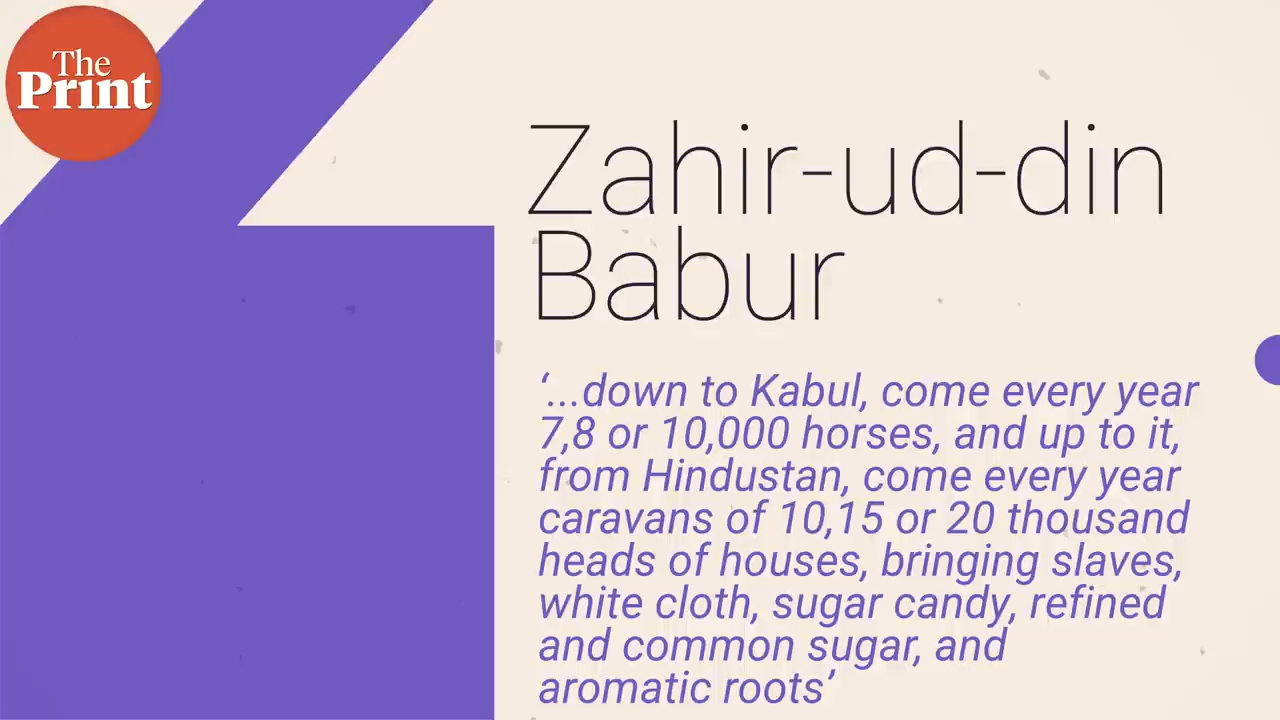 The
Print
Zahir-ud-din
Babur
‘...down to Kabul, come every year
7,8 or 10,000 horses, and up to it,
from Hindustan, come every year
caravans of 10,15 or 20 thousand
heads of houses, bringing slaves,
white cloth, sugar candy, refined
and common sugar, and
aromatic roots’